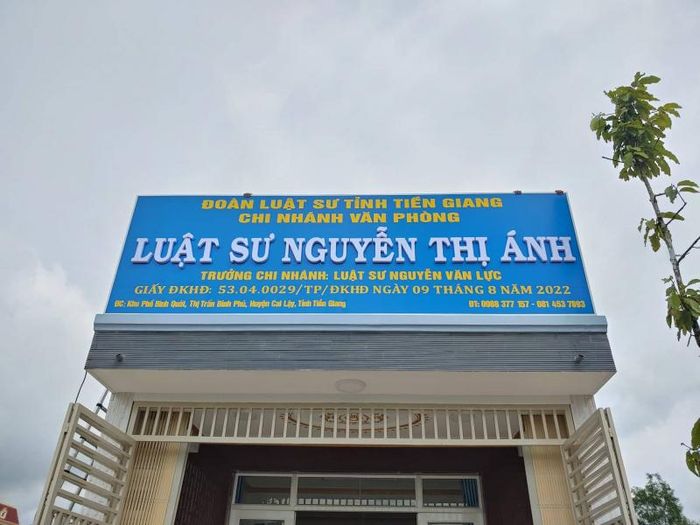 ĐOÀN LUẬT SƯ TỈNH TIỀN GIANG
CHI NHÁNH VĂN PHÒNG
LUẬT SƯ NGUYỄN THỊ ÁNH
TRƯỞNG CHI NHÁNH: LUẬT SƯ NGUYỄN VĂN LỰC
GIẤY ĐKHĐ: 53.04.0029/TP/ĐKHĐ NGÀY 09 THÁNG 8 NĂM 2022
ĐC: Khu Phố Bình Quới, Thị Trấn Bình Phú, Huyện Cai Lậy, Tỉnh Tiền Giang ĐT: 0988 377 157 - 081 453 7093